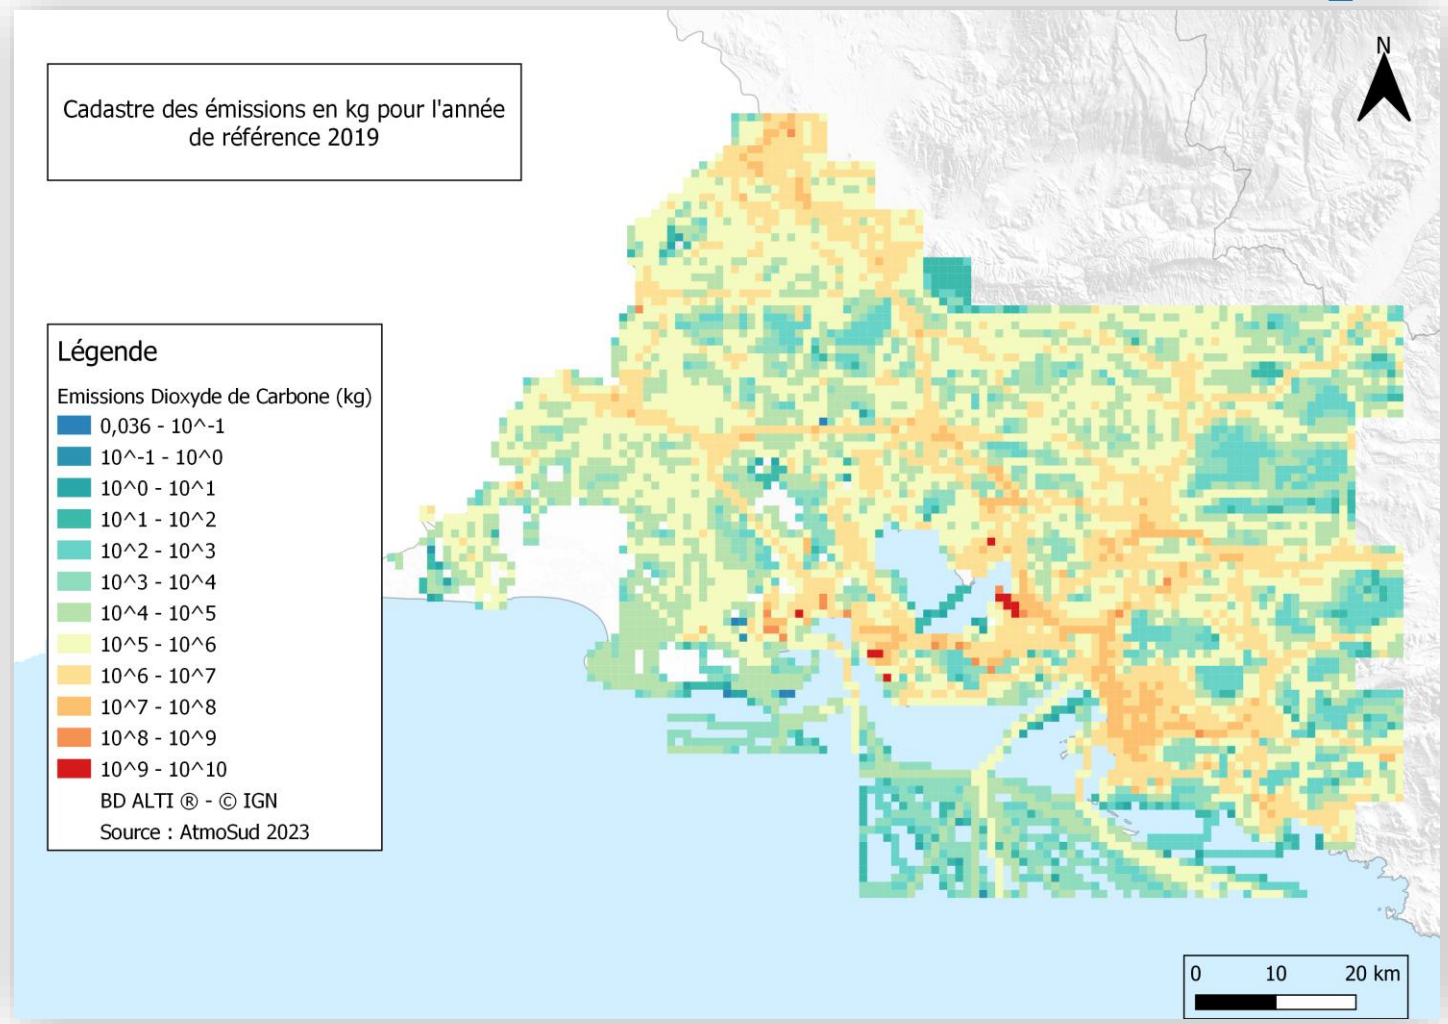 Cadastre des émissions en kg pour l'année
de référence 2019
N
Légende
Emissions Dioxyde de Carbone (kg)
0,036 - 10^-1
10^-1 - 10^0
10^0 - 10^1
10^1 - 10^2
10^2 - 10^3
10^3 - 10^4
10^4 - 10^5
10^5 - 10^6
10^6 - 10^7
10^7 - 10^8
10^8 - 10^9
10^9 - 10^10
BD ALTI ® - © IGN
Source : AtmoSud 2023
0 10 20 km